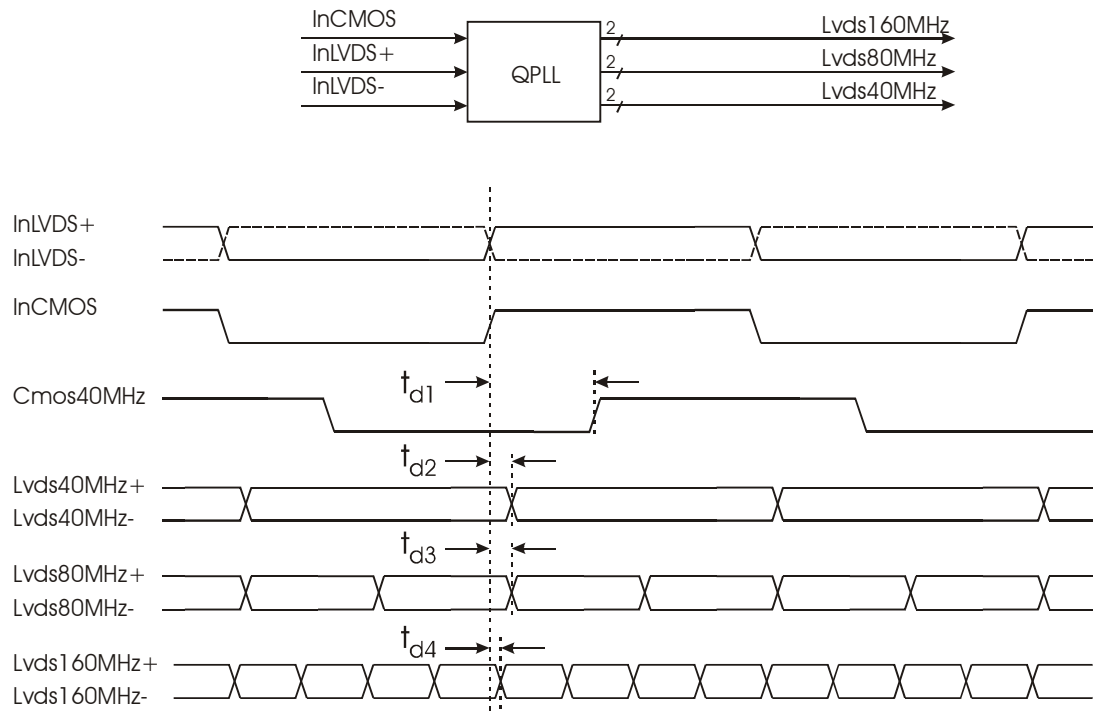 InCMOS
InLVDS+
InLVDS-
QPLL
2
2
2
Lvds160MHz
Lvds80MHz
Lvds40MHz
InLVDS+
InLVDS-
InCMOS
td1
Cmos40MHz
td2
Lvds40MHz+
Lvds40MHz-
td3
Lvds80MHz+
Lvds80MHz-
td4
Lvds160MHz+
Lvds160MHz-